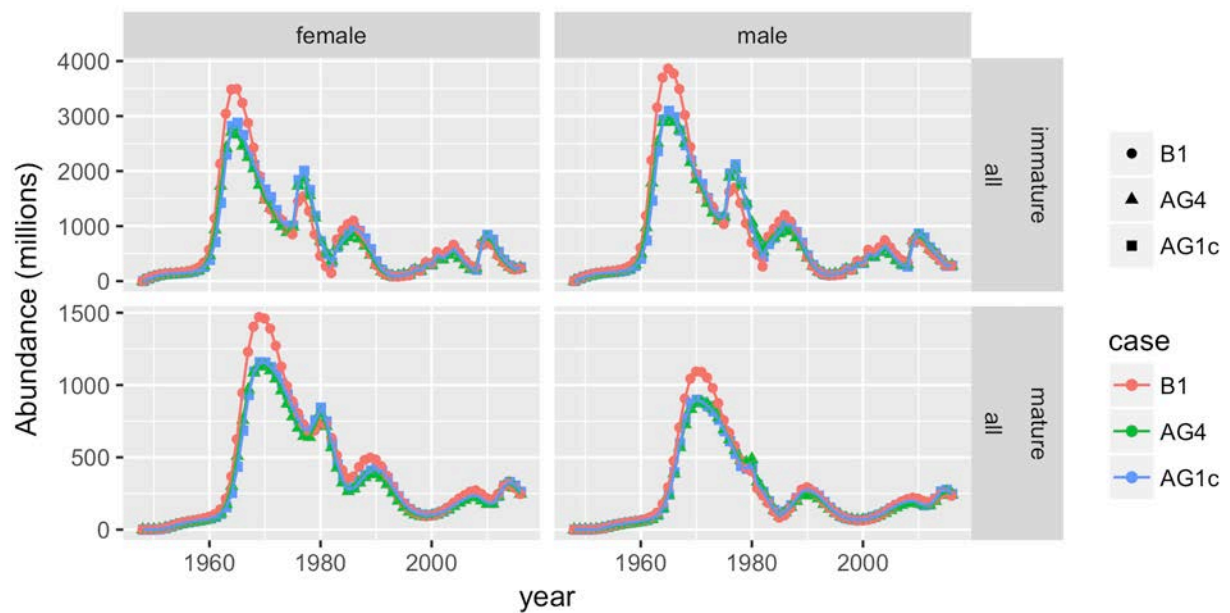 female
male
Abundance (millions)
4000
3000
2000
1000
0
all
immature
1500
1000
500
0
all
mature
1960
1980
2000
1960
1980
2000
year
B1
AG4
AG1c
case
B1
AG4
AG1c